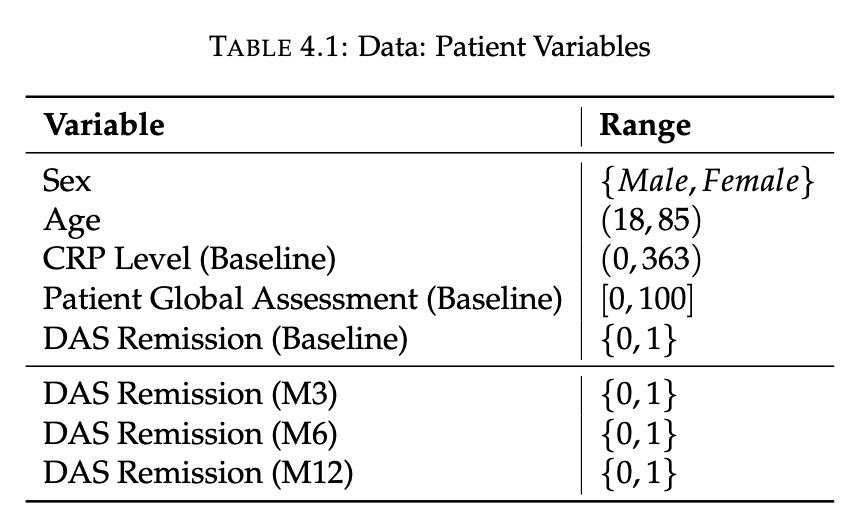 TABLE 4.1: Data: Patient Variables
Variable Range
Sex {Male, Female}
Age (18, 85)
CRP Level (Baseline) (0, 363)
Patient Global Assessment (Baseline) [0, 100]
DAS Remission (Baseline) {0, 1}
DAS Remission (M3) {0, 1}
DAS Remission (M6) {0, 1}
DAS Remission (M12) {0, 1}